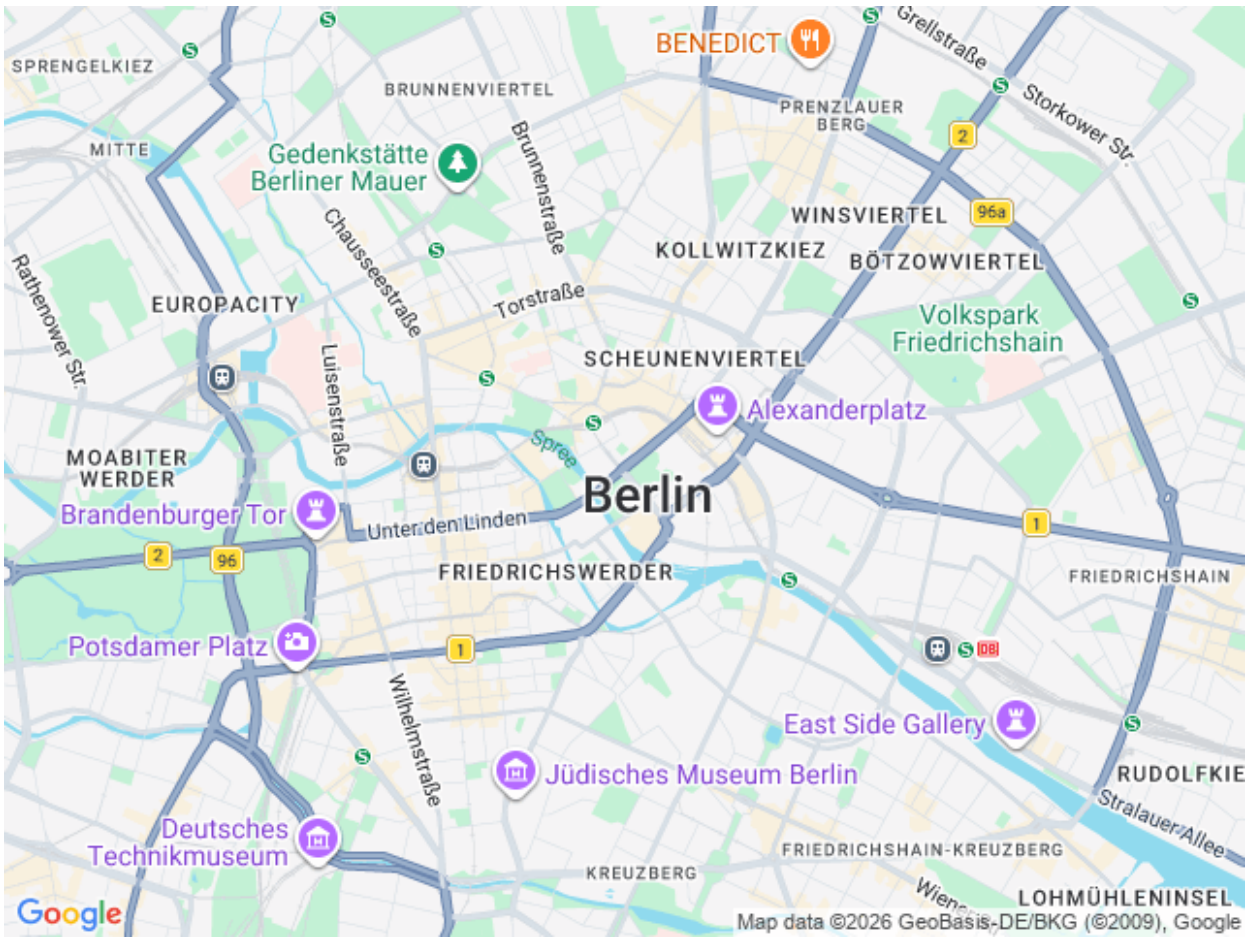 Grellstraße
BENEDICT
SPRENGELKIEZ
BRUNNENVIERTEL
Storkower Str.
PRENZLAUER
BERG
MITTE
2
Gedenkstätte
Berliner Mauer
Brunnenstraße
WINSVIERTEL
96a
Chausseestraße
KOLLWITZKIEZ
BÖTZOWVIERTEL
Rathenower Str.
EUROPACITY
Torstraße
Volkspark
Friedrichshain
Luisenstraße
SCHEUNENVIERTEL
Alexanderplatz
Spree
MOABITER
WERDER
Berlin
Brandenburger Tor
Unter den Linden
1
2
96
FRIEDRICHSWERDER
FRIEDRICHSHAIN
Potsdamer Platz
1
DB
Wilhelmstraße
East Side Gallery
Jüdisches Museum Berlin
RUDOLFKIE
Stralauer Allee
Deutsches
Technikmuseum
FRIEDRICHSHAIN-KREUZBERG
KREUZBERG
LOHMÜHLENINSEL
Google
Map data ©2026 GeoBasis-DE/BKG (©2009), Google